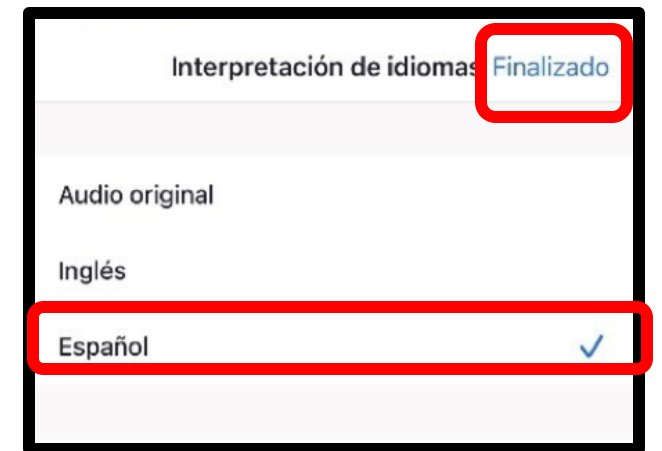 Interpretación de idiomas Finalizado
Audio original
Inglés
Español